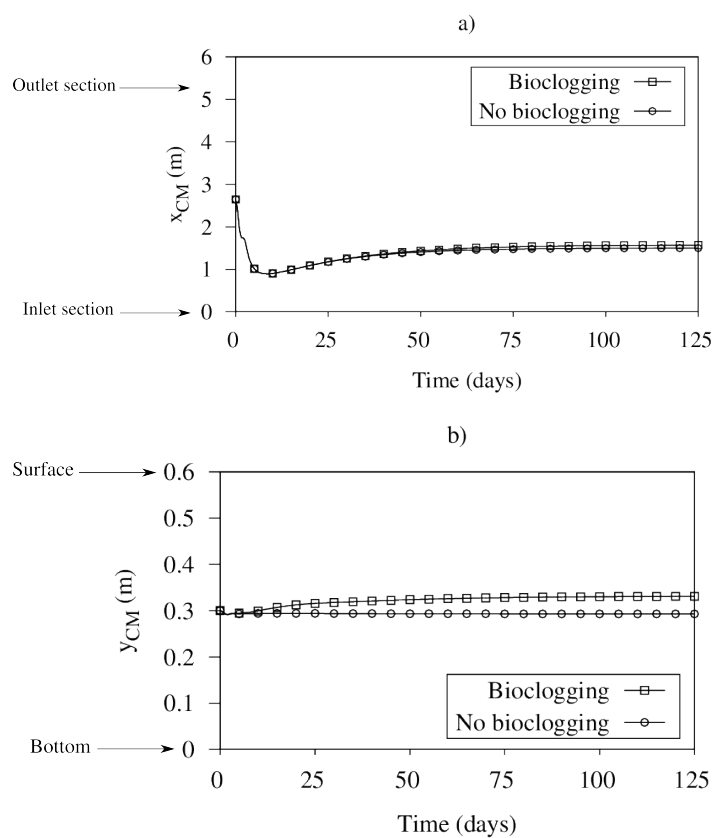 a)
6
Outlet section
5
4
3
2
1
Inlet section
0
x_CM (m)
Bioclogging
No bioclogging
0 25 50 75 100 125
Time (days)
b)
Surface
0.6
0.5
0.4
0.3
0.2
0.1
Bottom
0
y_CM (m)
Bioclogging
No bioclogging
0 25 50 75 100 125
Time (days)